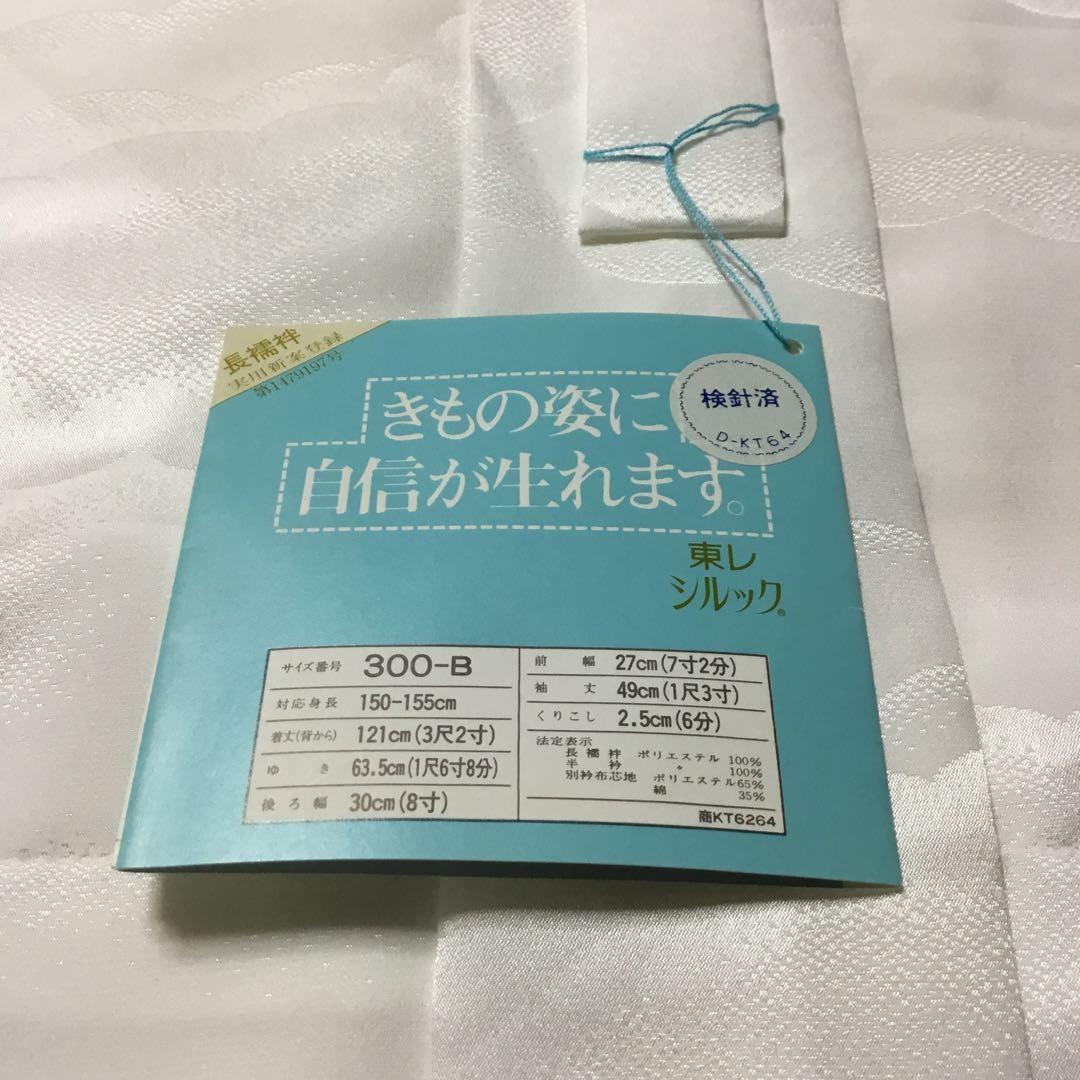 長襦袢
実用新案登録
第1479197号
きもの姿に
自信が生れます。
検針済
D-KT64
東レ
シルック®
サイズ番号 300-B
対応身長 150-155cm
着丈(背から) 121cm(3尺2寸)
ゆき 63.5cm(1尺6寸8分)
後ろ幅 30cm(8寸)
前幅 27cm(7寸2分)
袖丈 49cm(1尺3寸)
くりこし 2.5cm(6分)
法定表示
長襦袢 ポリエステル 100%
半衿 〃 100%
別衿布芯地 ポリエステル65%
綿 35%
商KT6264